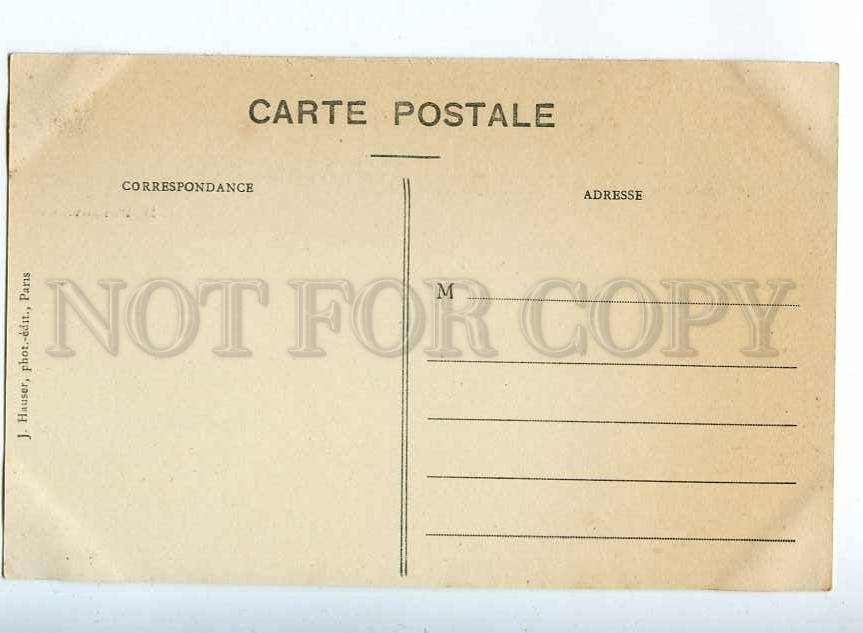 CARTE POSTALE
CORRESPONDANCE
ADRESSE
M
J. Hauser, phot.-édit., Paris
NOT FOR COPY